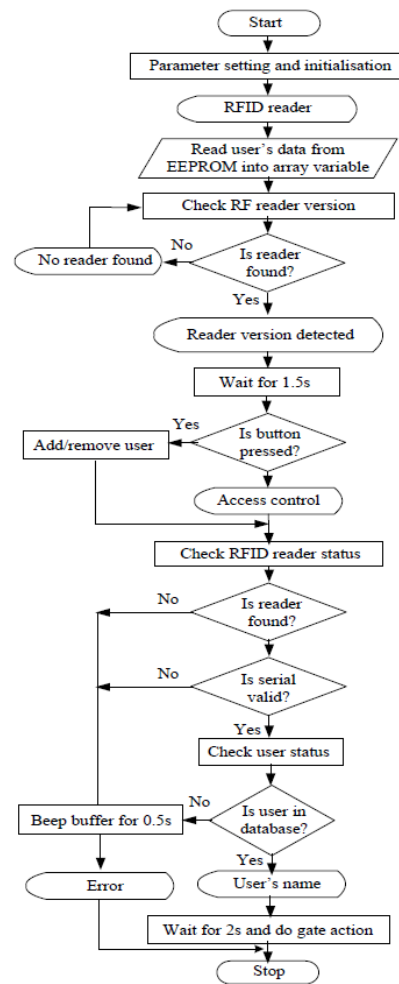 Start
Parameter setting and initialisation
RFID reader
Read user's data from
EEPROM into array variable
Check RF reader version
No reader found
No
Is reader
found?
Yes
Reader version detected
Wait for 1.5s
Yes
Is button
pressed?
Add/remove user
Access control
Check RFID reader status
No
Is reader
found?
No
Is serial
valid?
Yes
Check user status
No
Is user in
database?
Beep buffer for 0.5s
Yes
Error
User's name
Wait for 2s and do gate action
Stop